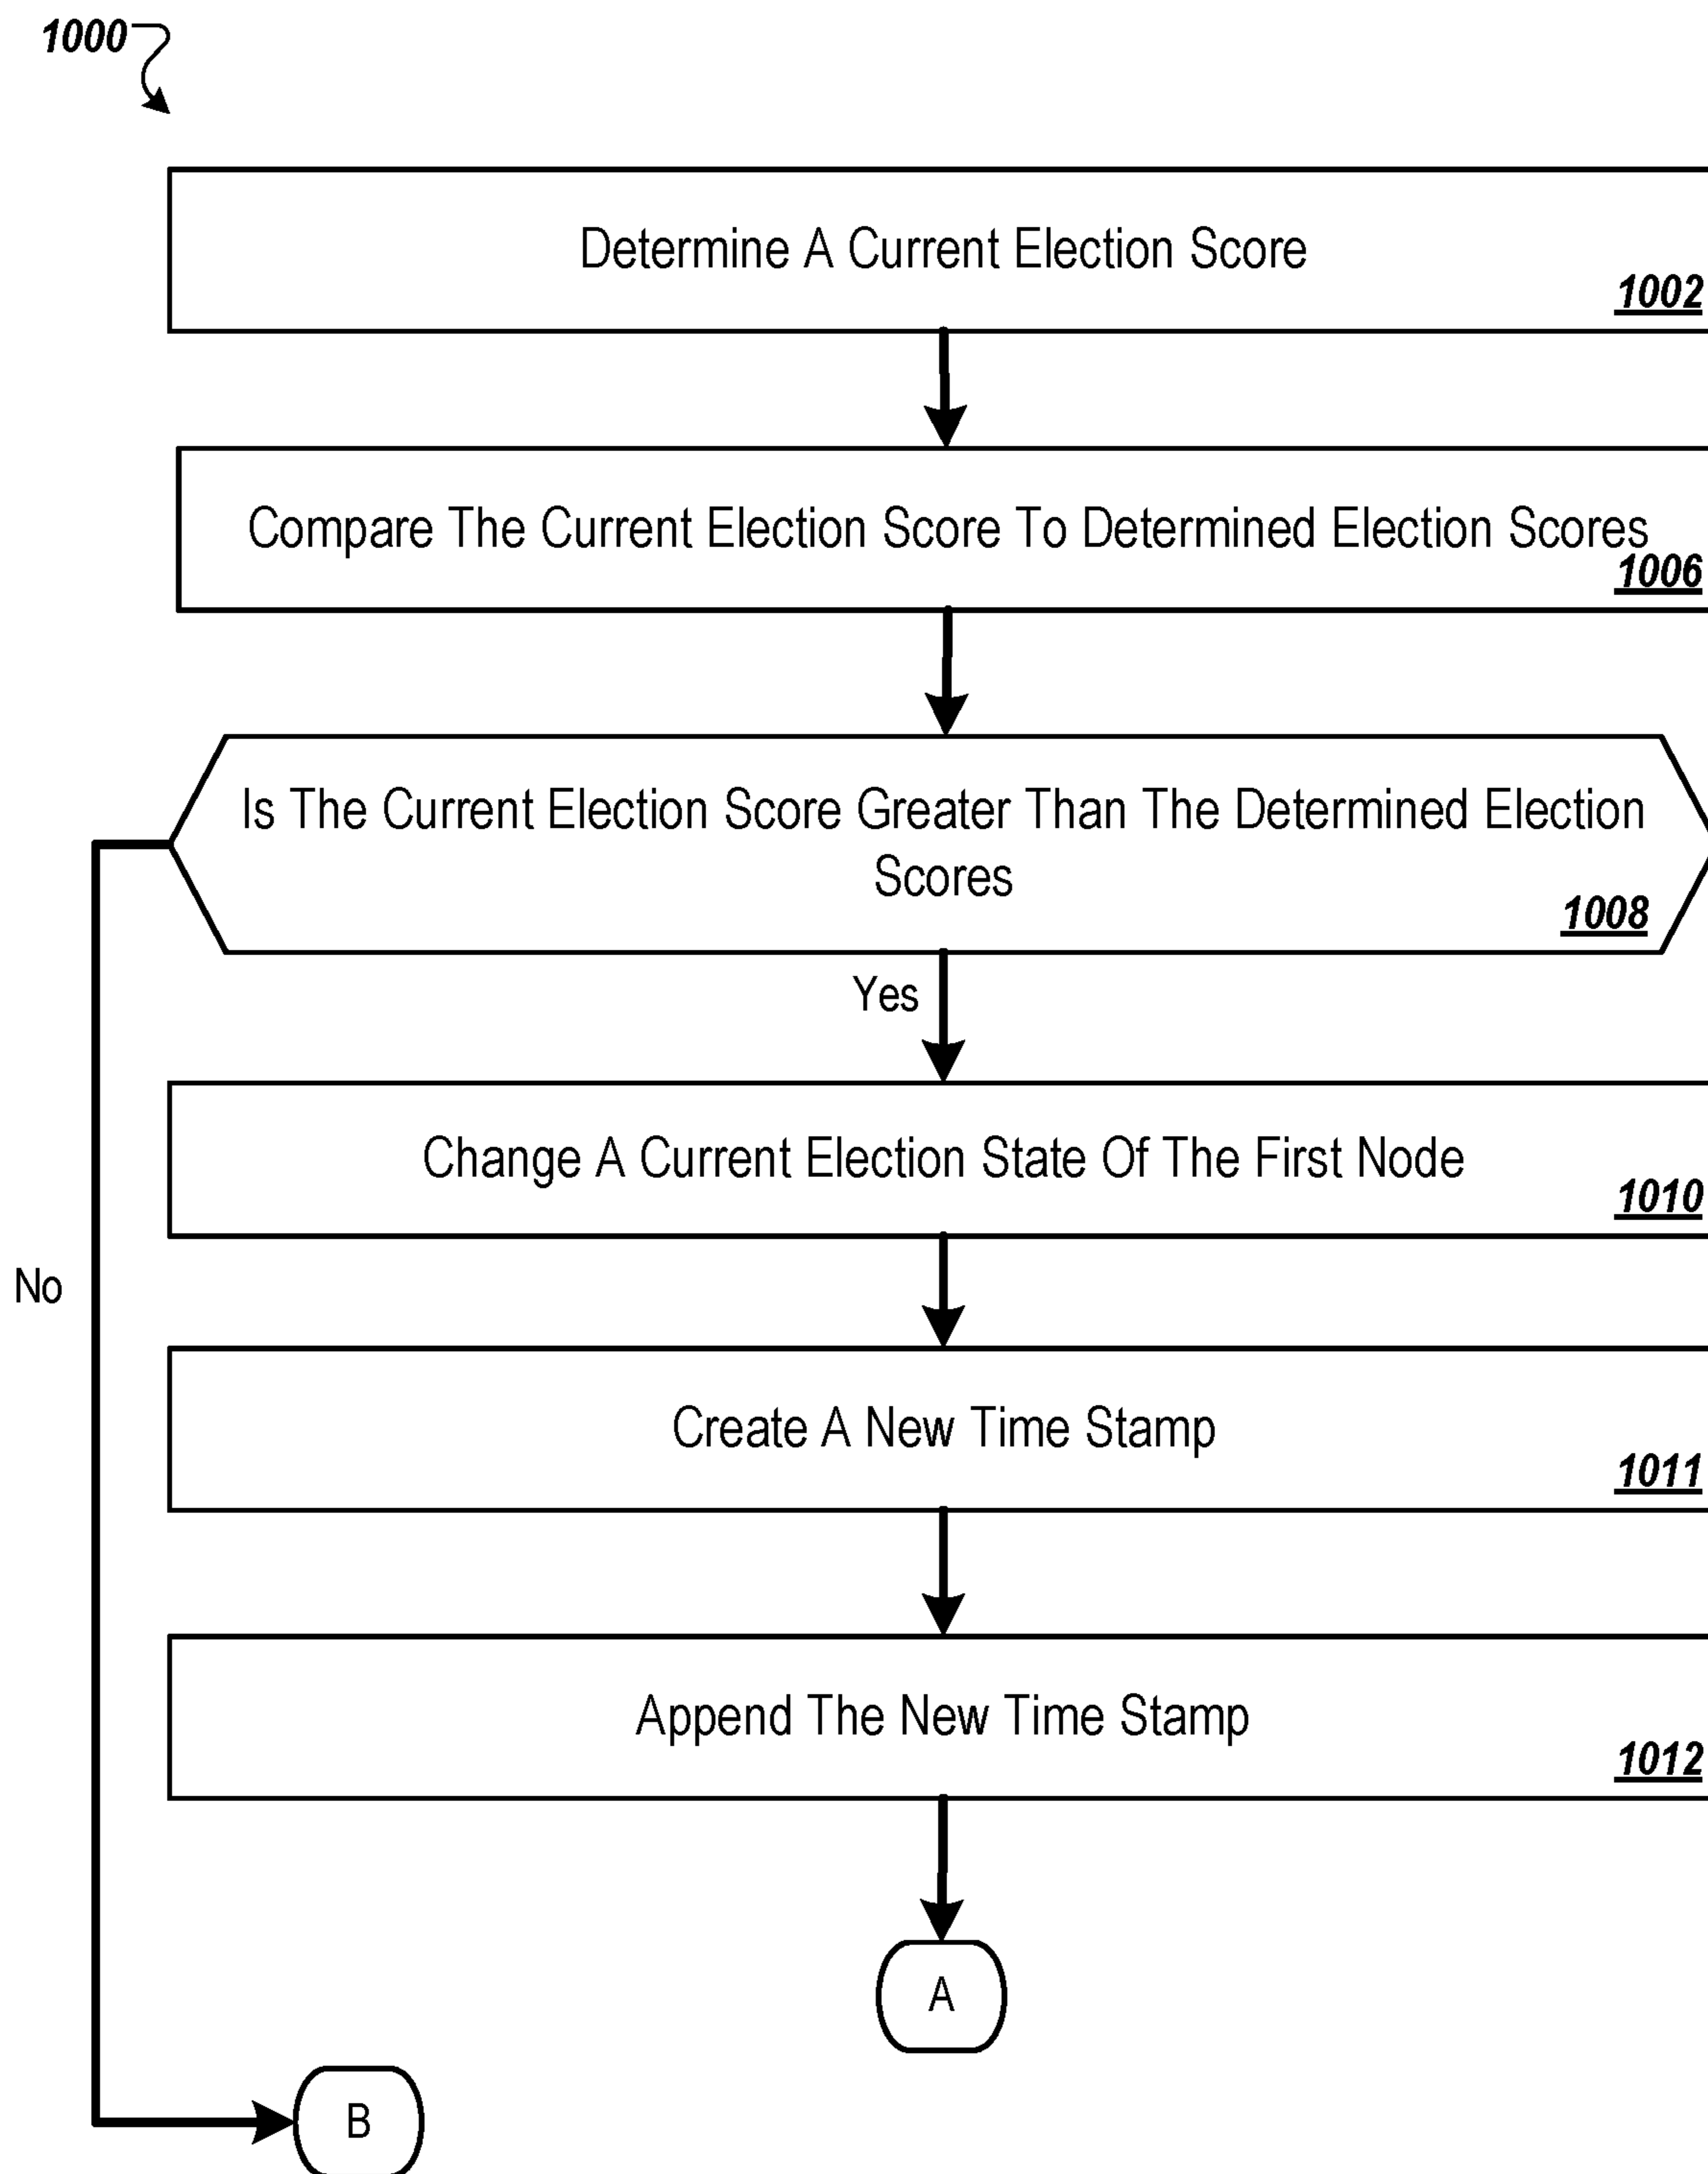 1000
Determine A Current Election Score
1002
Compare The Current Election Score To Determined Election Scores
1006
Is The Current Election Score Greater Than The Determined Election
Scores
1008
Yes
Change A Current Election State Of The First Node
1010
No
Create A New Time Stamp
1011
Append The New Time Stamp
1012
A
B